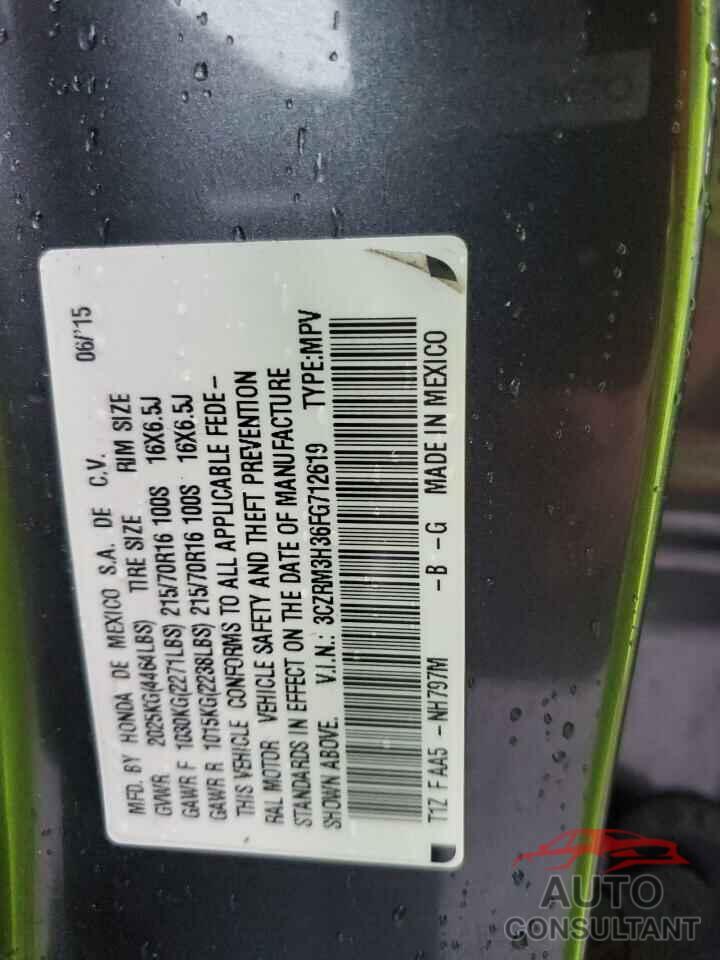 MFD. BY HONDA DE MEXICO S.A. DE C.V. 06/'15
GVWR 2025KG(4464LBS) TIRE SIZE RIM SIZE
GAWR F 1030KG(2271LBS) 215/70R16 100S 16X6.5J
GAWR R 1015KG(2238LBS) 215/70R16 100S 16X6.5J
THIS VEHICLE CONFORMS TO ALL APPLICABLE FEDE-
RAL MOTOR VEHICLE SAFETY AND THEFT PREVENTION
STANDARDS IN EFFECT ON THE DATE OF MANUFACTURE
SHOWN ABOVE. V.I.N.: 3CZRM3H36FG712619 TYPE:MPV
T1Z F AA5 -NH797M -B -G MADE IN MEXICO
AUTO
CONSULTANT